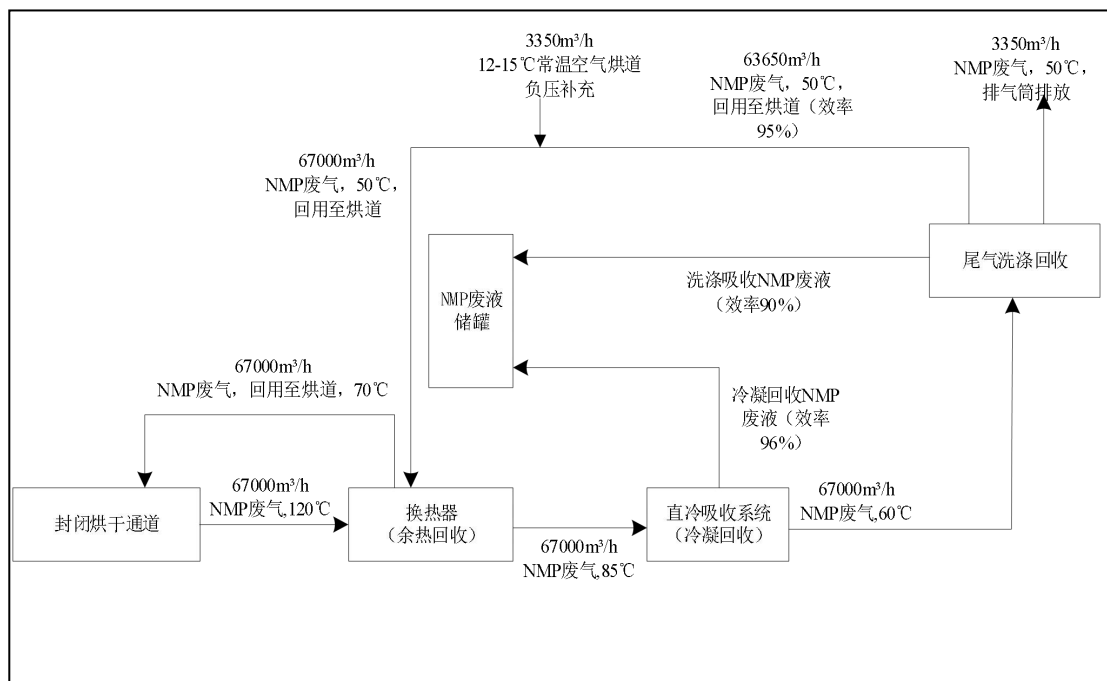 3350m³/h
12-15℃常温空气烘道
负压补充
63650m³/h
NMP废气，50℃，
回用至烘道（效率
95%）
3350m³/h
NMP废气，50℃，
排气筒排放
67000m³/h
NMP废气，50℃，
回用至烘道
尾气洗涤回收
NMP废液
储罐
洗涤吸收NMP废液
（效率90%）
67000m³/h
NMP废气，回用至烘道，70℃
冷凝回收NMP
废液（效率
96%）
封闭烘干通道
67000m³/h
NMP废气,120℃
换热器
（余热回收）
67000m³/h
NMP废气,85℃
直冷吸收系统
（冷凝回收）
67000m³/h
NMP废气,60℃